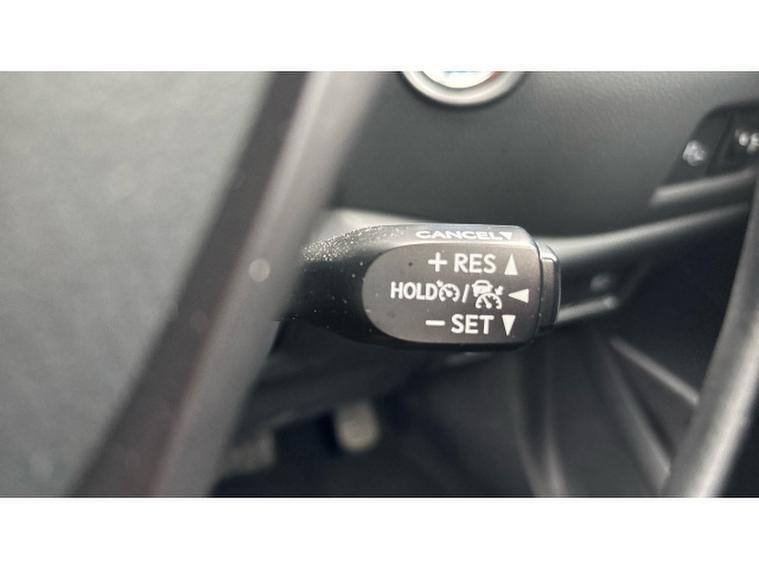 CANCEL▼
+ RES ▲
HOLD / ◀
− SET ▼